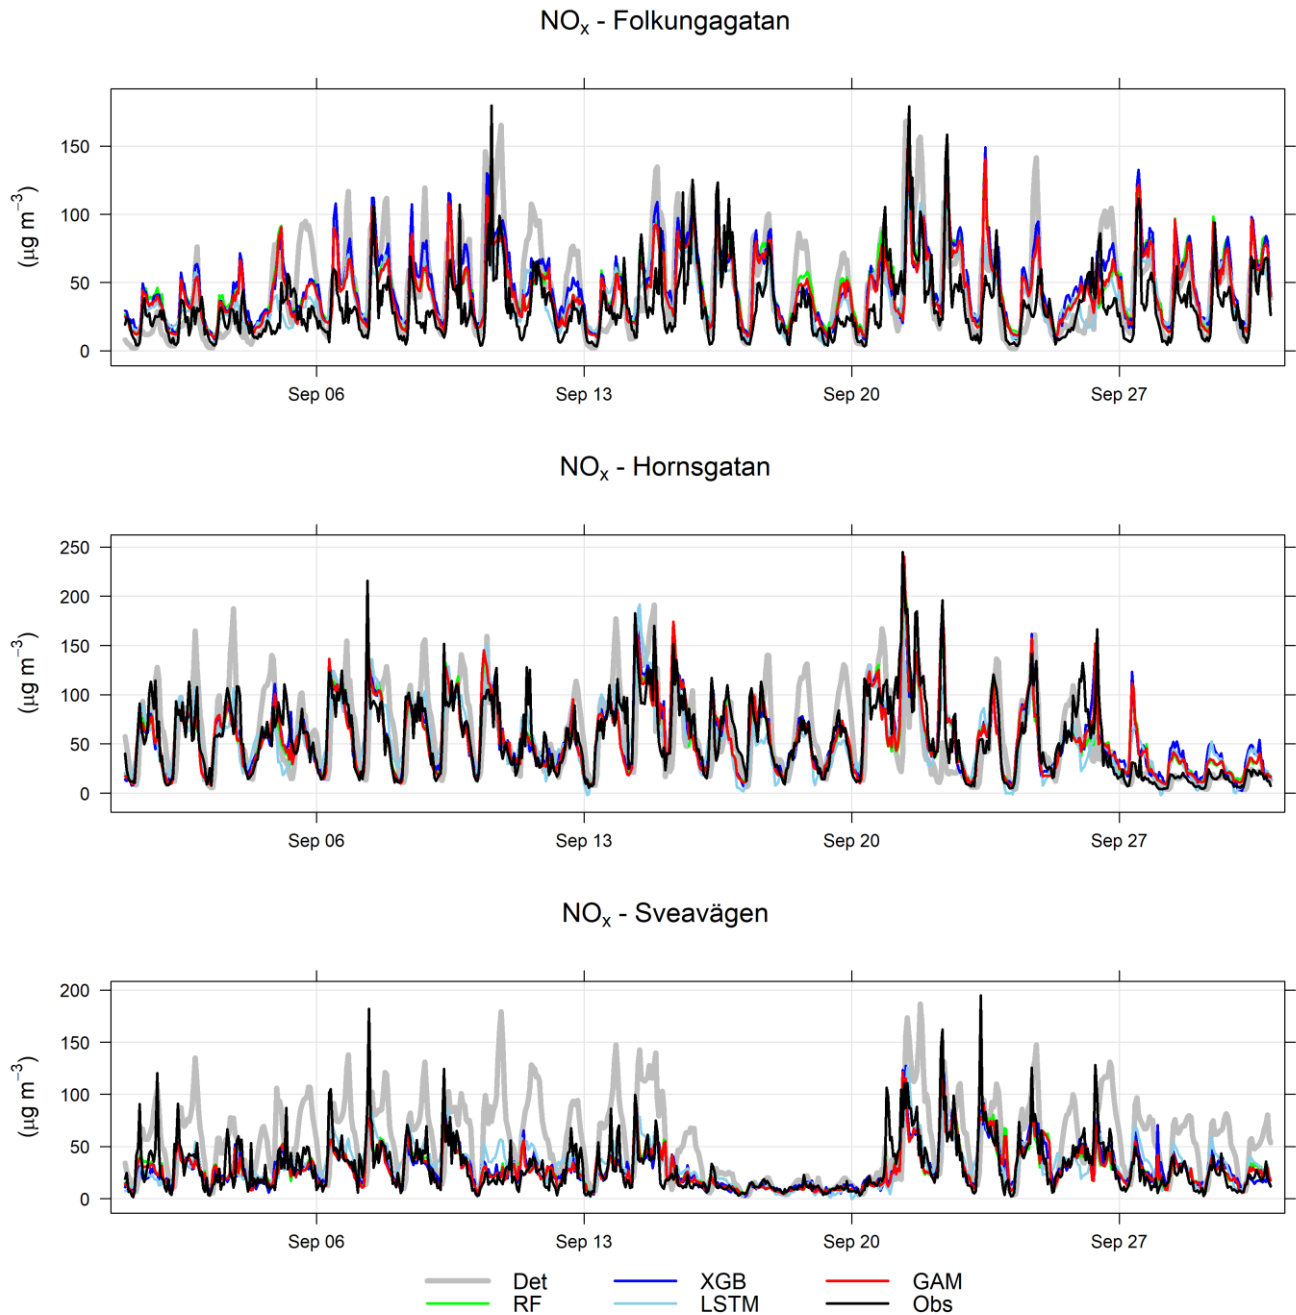 NOₓ - Folkungagatan
(µg m⁻³)
150
100
50
0
Sep 06 Sep 13 Sep 20 Sep 27
NOₓ - Hornsgatan
(µg m⁻³)
250
200
150
100
50
0
Sep 06 Sep 13 Sep 20 Sep 27
NOₓ - Sveavägen
(µg m⁻³)
200
150
100
50
0
Sep 06 Sep 13 Sep 20 Sep 27
Det XGB GAM
RF LSTM Obs